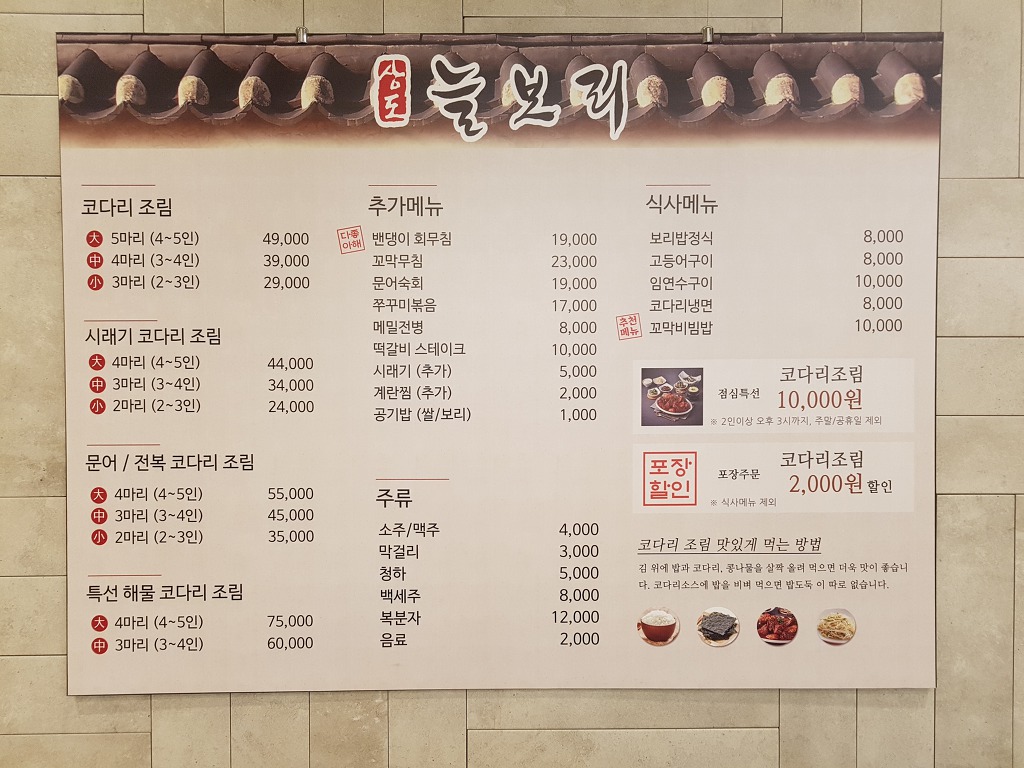 상도 늘보리
코다리 조림
大 5마리 (4~5인) 49,000
中 4마리 (3~4인) 39,000
小 3마리 (2~3인) 29,000
시래기 코다리 조림
大 4마리 (4~5인) 44,000
中 3마리 (3~4인) 34,000
小 2마리 (2~3인) 24,000
문어 / 전복 코다리 조림
大 4마리 (4~5인) 55,000
中 3마리 (3~4인) 45,000
小 2마리 (2~3인) 35,000
특선 해물 코다리 조림
大 4마리 (4~5인) 75,000
中 3마리 (3~4인) 60,000
추가메뉴
다좋
아해
밴댕이 회무침 19,000
꼬막무침 23,000
문어숙회 19,000
쭈꾸미볶음 17,000
메밀전병 8,000
떡갈비 스테이크 10,000
시래기 (추가) 5,000
계란찜 (추가) 2,000
공기밥 (쌀/보리) 1,000
주류
소주/맥주 4,000
막걸리 3,000
청하 5,000
백세주 8,000
복분자 12,000
음료 2,000
식사메뉴
보리밥정식 8,000
고등어구이 8,000
임연수구이 10,000
코다리냉면 8,000
추천
메뉴
꼬막비빔밥 10,000
점심특선
코다리조림
10,000원
※ 2인이상 오후 3시까지, 주말/공휴일 제외
포장
할인
포장주문
코다리조림
2,000원 할인
※ 식사메뉴 제외
코다리 조림 맛있게 먹는 방법
김 위에 밥과 코다리, 콩나물을 살짝 올려 먹으면 더욱 맛이 좋습니
다. 코다리소스에 밥을 비벼 먹으면 밥도둑 이 따로 없습니다.